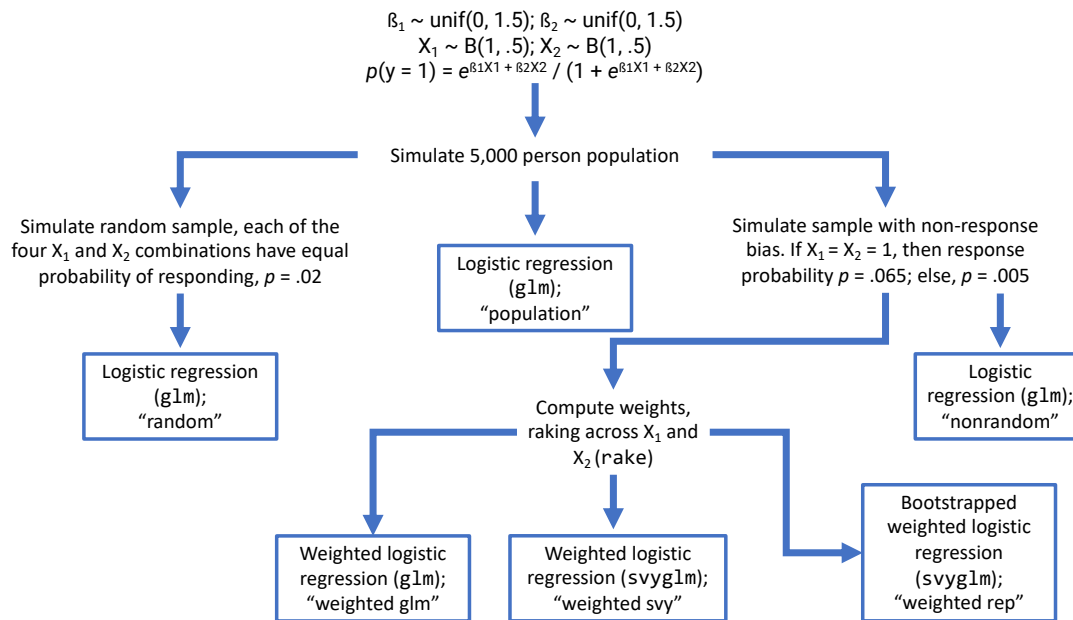 ß₁ ~ unif(0, 1.5); ß₂ ~ unif(0, 1.5)
X₁ ~ B(1, .5); X₂ ~ B(1, .5)
p(y = 1) = e^ß1X1 + ß2X2 / (1 + e^ß1X1 + ß2X2)
Simulate 5,000 person population
Simulate random sample, each of the
four X₁ and X₂ combinations have equal
probability of responding, p = .02
Logistic regression
(glm);
“population”
Simulate sample with non-response
bias. If X₁ = X₂ = 1, then response
probability p = .065; else, p = .005
Logistic regression
(glm);
“random”
Compute weights,
raking across X₁ and
X₂ (rake)
Logistic
regression (glm);
“nonrandom”
Weighted logistic
regression (glm);
“weighted glm”
Weighted logistic
regression (svyglm);
“weighted svy”
Bootstrapped
weighted logistic
regression
(svyglm);
“weighted rep”